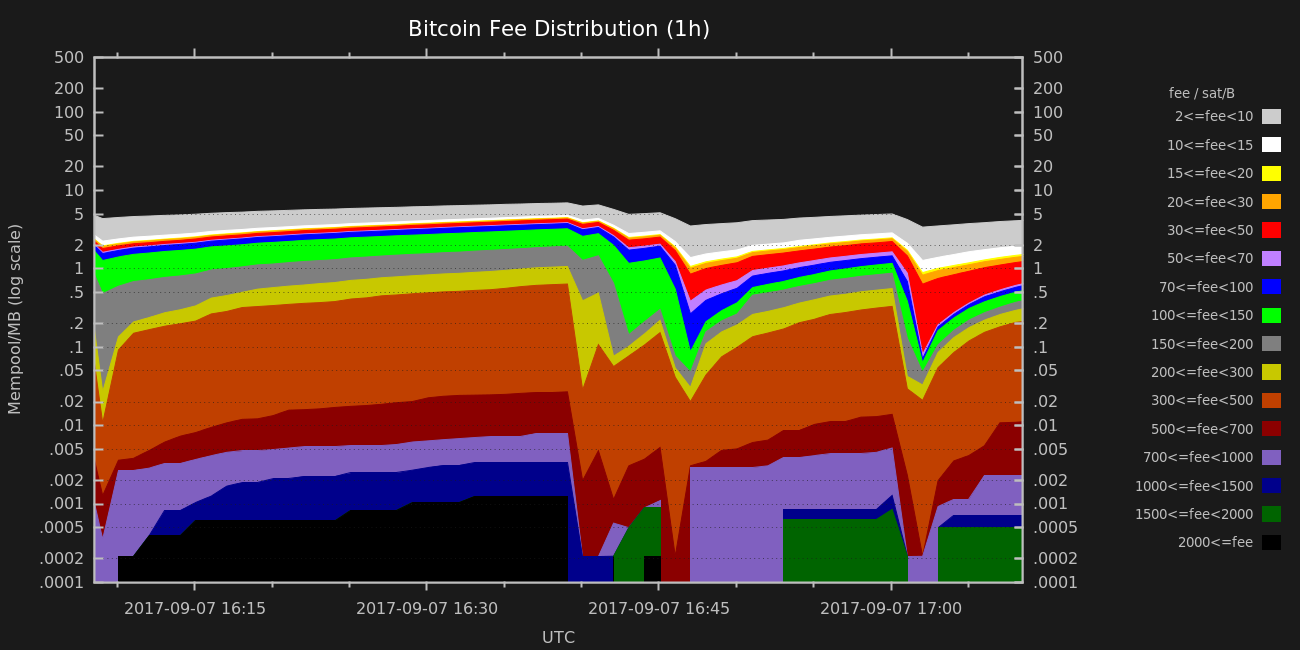 Bitcoin Fee Distribution (1h)
500
200
100
50
20
10
5
2
1
.5
.2
.1
.05
.02
.01
.005
.002
.001
.0005
.0002
.0001
Mempool/MB (log scale)
500
200
100
50
20
10
5
2
1
.5
.2
.1
.05
.02
.01
.005
.002
.001
.0005
.0002
.0001
2017-09-07 16:15
2017-09-07 16:30
2017-09-07 16:45
2017-09-07 17:00
UTC
fee / sat/B
2<=fee<10
10<=fee<15
15<=fee<20
20<=fee<30
30<=fee<50
50<=fee<70
70<=fee<100
100<=fee<150
150<=fee<200
200<=fee<300
300<=fee<500
500<=fee<700
700<=fee<1000
1000<=fee<1500
1500<=fee<2000
2000<=fee